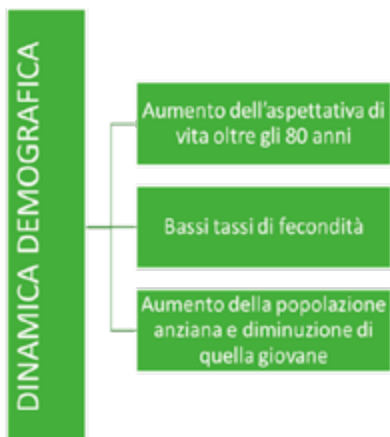 DINAMICA DEMOGRAFICA
Aumento dell'aspettativa di
vita oltre gli 80 anni
Bassi tassi di fecondità
Aumento della popolazione
anziana e diminuzione di
quella giovane